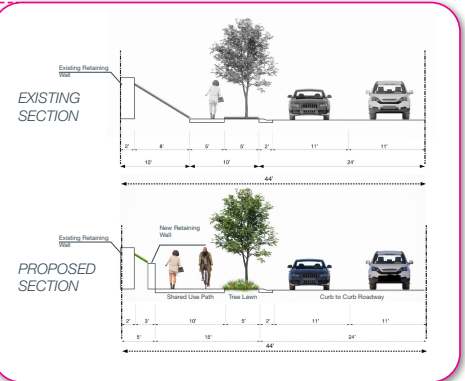 Existing Retaining
Wall
EXISTING
SECTION
2' 8' 5' 5' 2' 11' 11'
10' 10' 24'
44'
New Retaining
Wall
Existing Retaining
Wall
PROPOSED
SECTION
Shared Use Path Tree Lawn Curb to Curb Roadway
2' 3' 10' 5' 2' 11' 11'
5' 15' 24'
44'